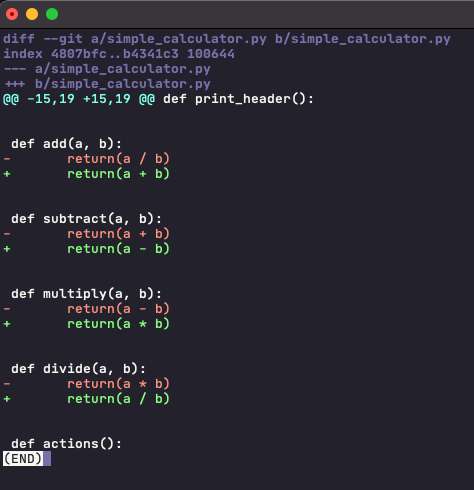 diff --git a/simple_calculator.py b/simple_calculator.py
index 4807bfc..b4341c3 100644
--- a/simple_calculator.py
+++ b/simple_calculator.py
@@ -15,19 +15,19 @@ def print_header():
 def add(a, b):
-       return(a / b)
+       return(a + b)
 def subtract(a, b):
-       return(a + b)
+       return(a - b)
 def multiply(a, b):
-       return(a - b)
+       return(a * b)
 def divide(a, b):
-       return(a * b)
+       return(a / b)
 def actions():
(END)